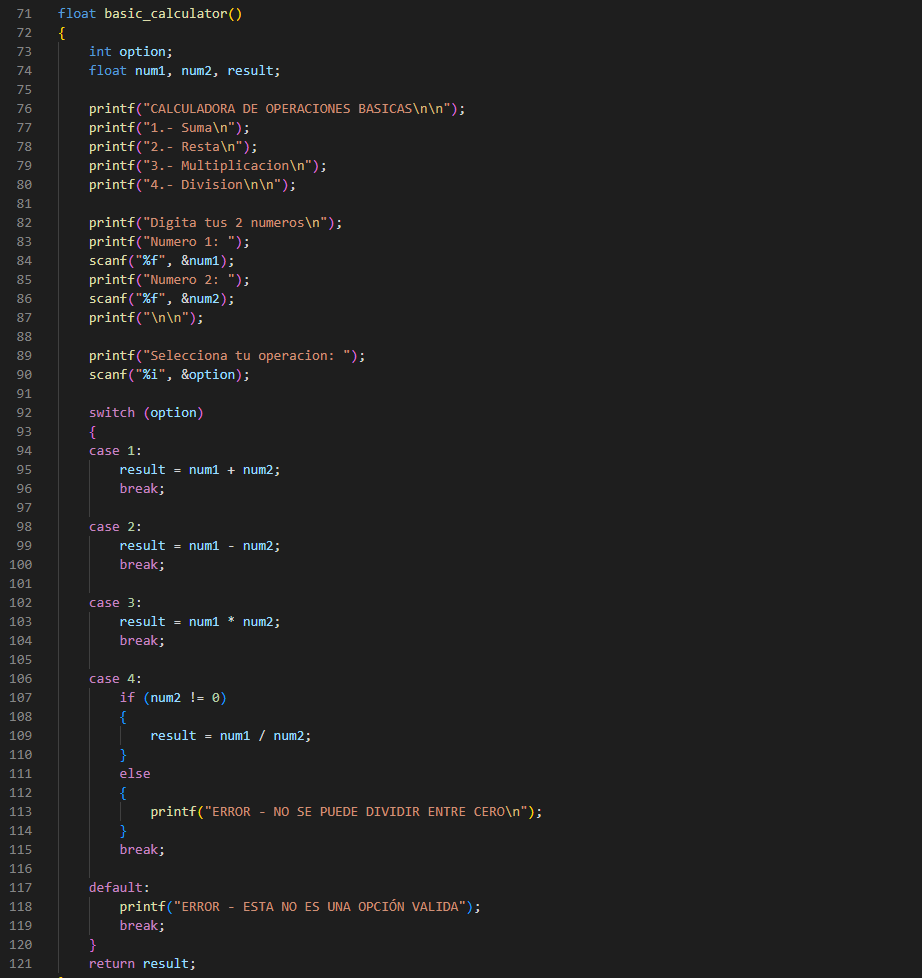 71 float basic_calculator()
72 {
73     int option;
74     float num1, num2, result;
75
76     printf("CALCULADORA DE OPERACIONES BASICAS\n\n");
77     printf("1.- Suma\n");
78     printf("2.- Resta\n");
79     printf("3.- Multiplicacion\n");
80     printf("4.- Division\n\n");
81
82     printf("Digita tus 2 numeros\n");
83     printf("Numero 1: ");
84     scanf("%f", &num1);
85     printf("Numero 2: ");
86     scanf("%f", &num2);
87     printf("\n\n");
88
89     printf("Selecciona tu operacion: ");
90     scanf("%i", &option);
91
92     switch (option)
93     {
94     case 1:
95         result = num1 + num2;
96         break;
97
98     case 2:
99         result = num1 - num2;
100         break;
101
102     case 3:
103         result = num1 * num2;
104         break;
105
106     case 4:
107         if (num2 != 0)
108         {
109             result = num1 / num2;
110         }
111         else
112         {
113             printf("ERROR - NO SE PUEDE DIVIDIR ENTRE CERO\n");
114         }
115         break;
116
117     default:
118         printf("ERROR - ESTA NO ES UNA OPCIÓN VALIDA");
119         break;
120     }
121     return result;